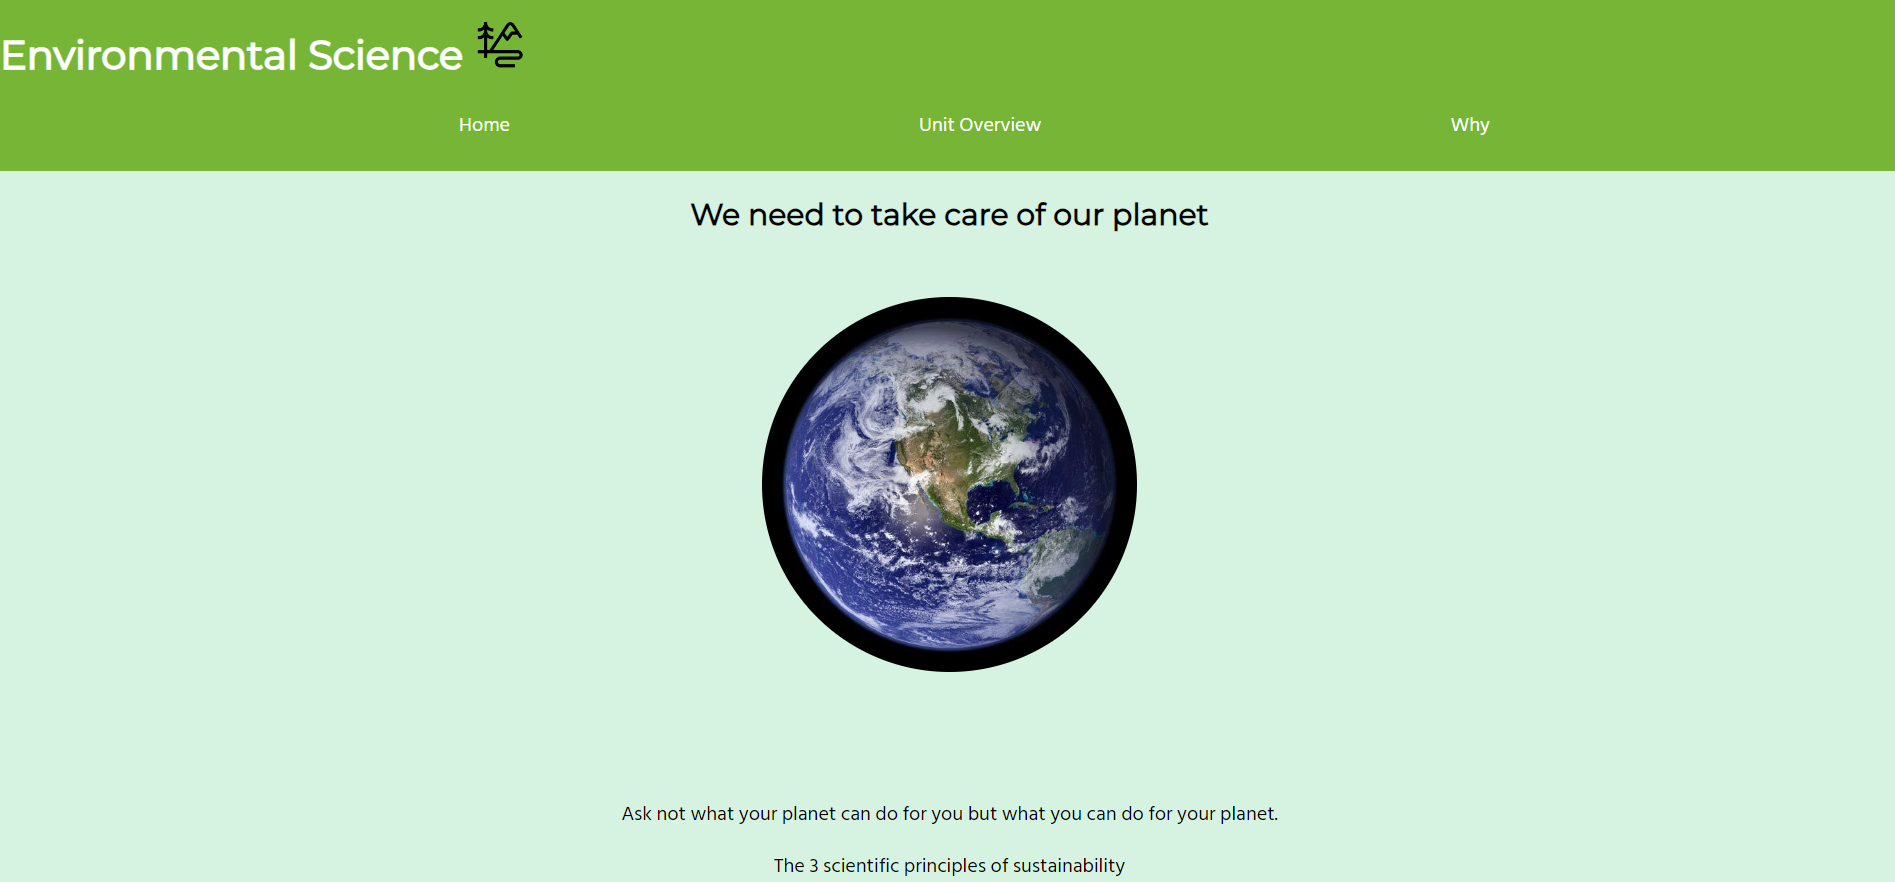 Environmental Science
Home Unit Overview Why
We need to take care of our planet
Ask not what your planet can do for you but what you can do for your planet.
The 3 scientific principles of sustainability